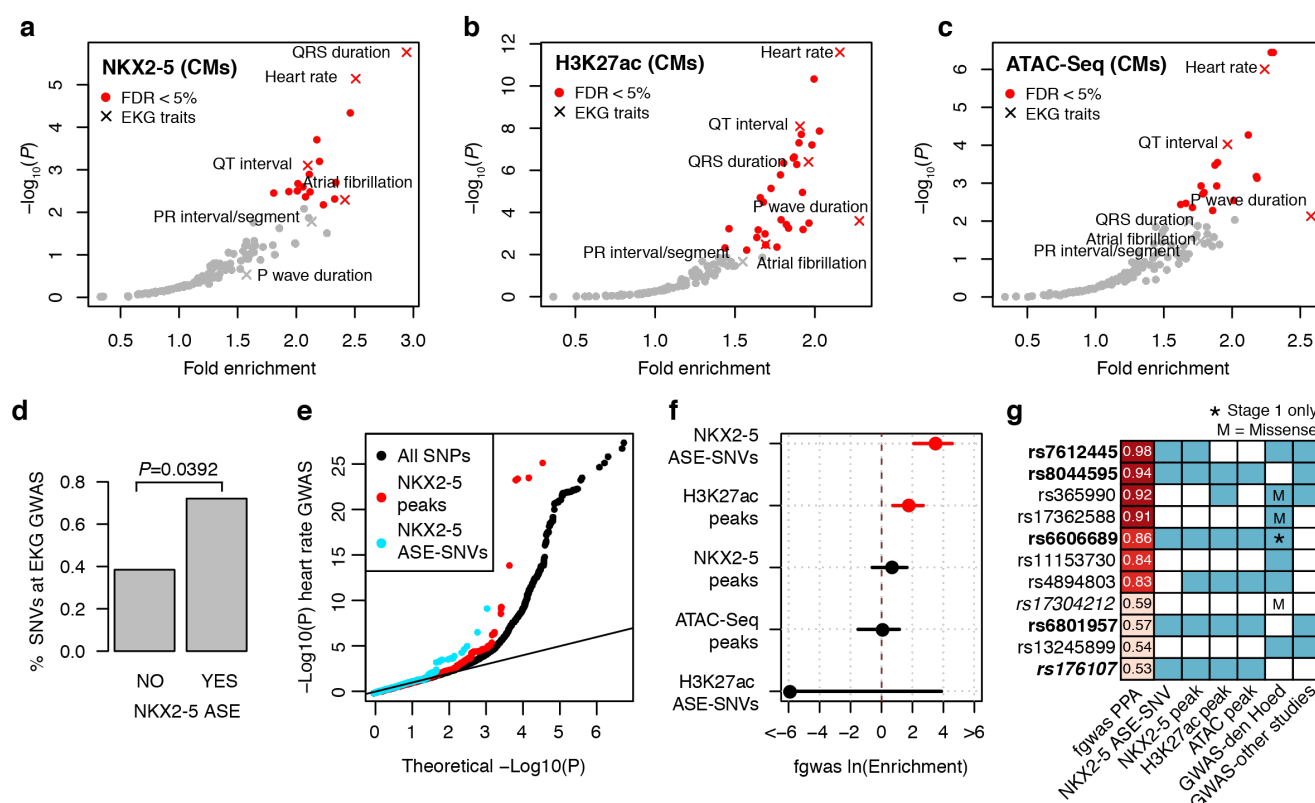 a
NKX2-5 (CMs)
FDR < 5%
EKG traits
QRS duration
Heart rate
QT interval
Atrial fibrillation
PR interval/segment
P wave duration
−log10(P)
0 1 2 3 4 5
0.5 1.0 1.5 2.0 2.5 3.0
Fold enrichment
b
H3K27ac (CMs)
FDR < 5%
EKG traits
Heart rate
QT interval
QRS duration
P wave duration
PR interval/segment
Atrial fibrillation
−log10(P)
0 2 4 6 8 10 12
0.5 1.0 1.5 2.0
Fold enrichment
c
ATAC-Seq (CMs)
FDR < 5%
EKG traits
Heart rate
QT interval
P wave duration
QRS duration
Atrial fibrillation
PR interval/segment
−log10(P)
0 1 2 3 4 5 6
0.5 1.0 1.5 2.0 2.5
Fold enrichment
d
P=0.0392
% SNVs at EKG GWAS
0.0 0.2 0.4 0.6 0.8
NO YES
NKX2-5 ASE
e
All SNPs
NKX2-5
peaks
NKX2-5
ASE-SNVs
−Log10(P) heart rate GWAS
0 5 10 15 20 25
0 1 2 3 4 5 6
Theoretical −Log10(P)
f
NKX2-5
ASE-SNVs
H3K27ac
peaks
NKX2-5
peaks
ATAC-Seq
peaks
H3K27ac
ASE-SNVs
<−6 −4 −2 0 2 4 >6
fgwas ln(Enrichment)
g
* Stage 1 only
M = Missense
rs7612445 0.98
rs8044595 0.94
rs365990 0.92 M
rs17362588 0.91 M
rs6606689 0.86 *
rs11153730 0.84
rs4894803 0.83
rs17304212 0.59 M
rs6801957 0.57
rs13245899 0.54
rs176107 0.53
fgwas PPA
NKX2-5 ASE-SNV
NKX2-5 peak
H3K27ac peak
ATAC peak
GWAS-den Hoed
GWAS-other studies